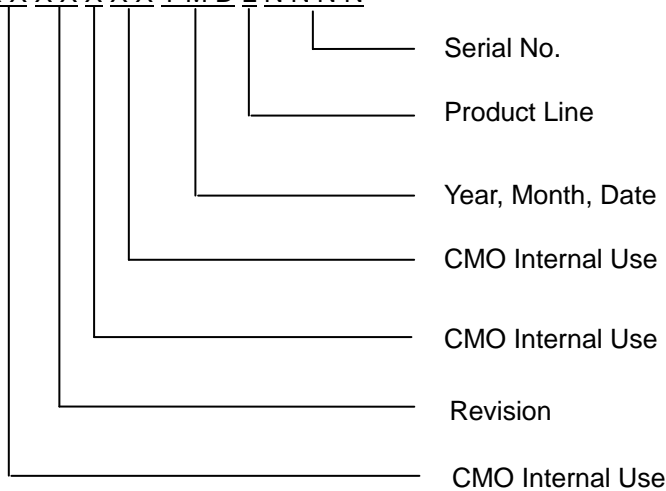 Serial No.
Product Line
Year, Month, Date
CMO Internal Use
CMO Internal Use
Revision
CMO Internal Use